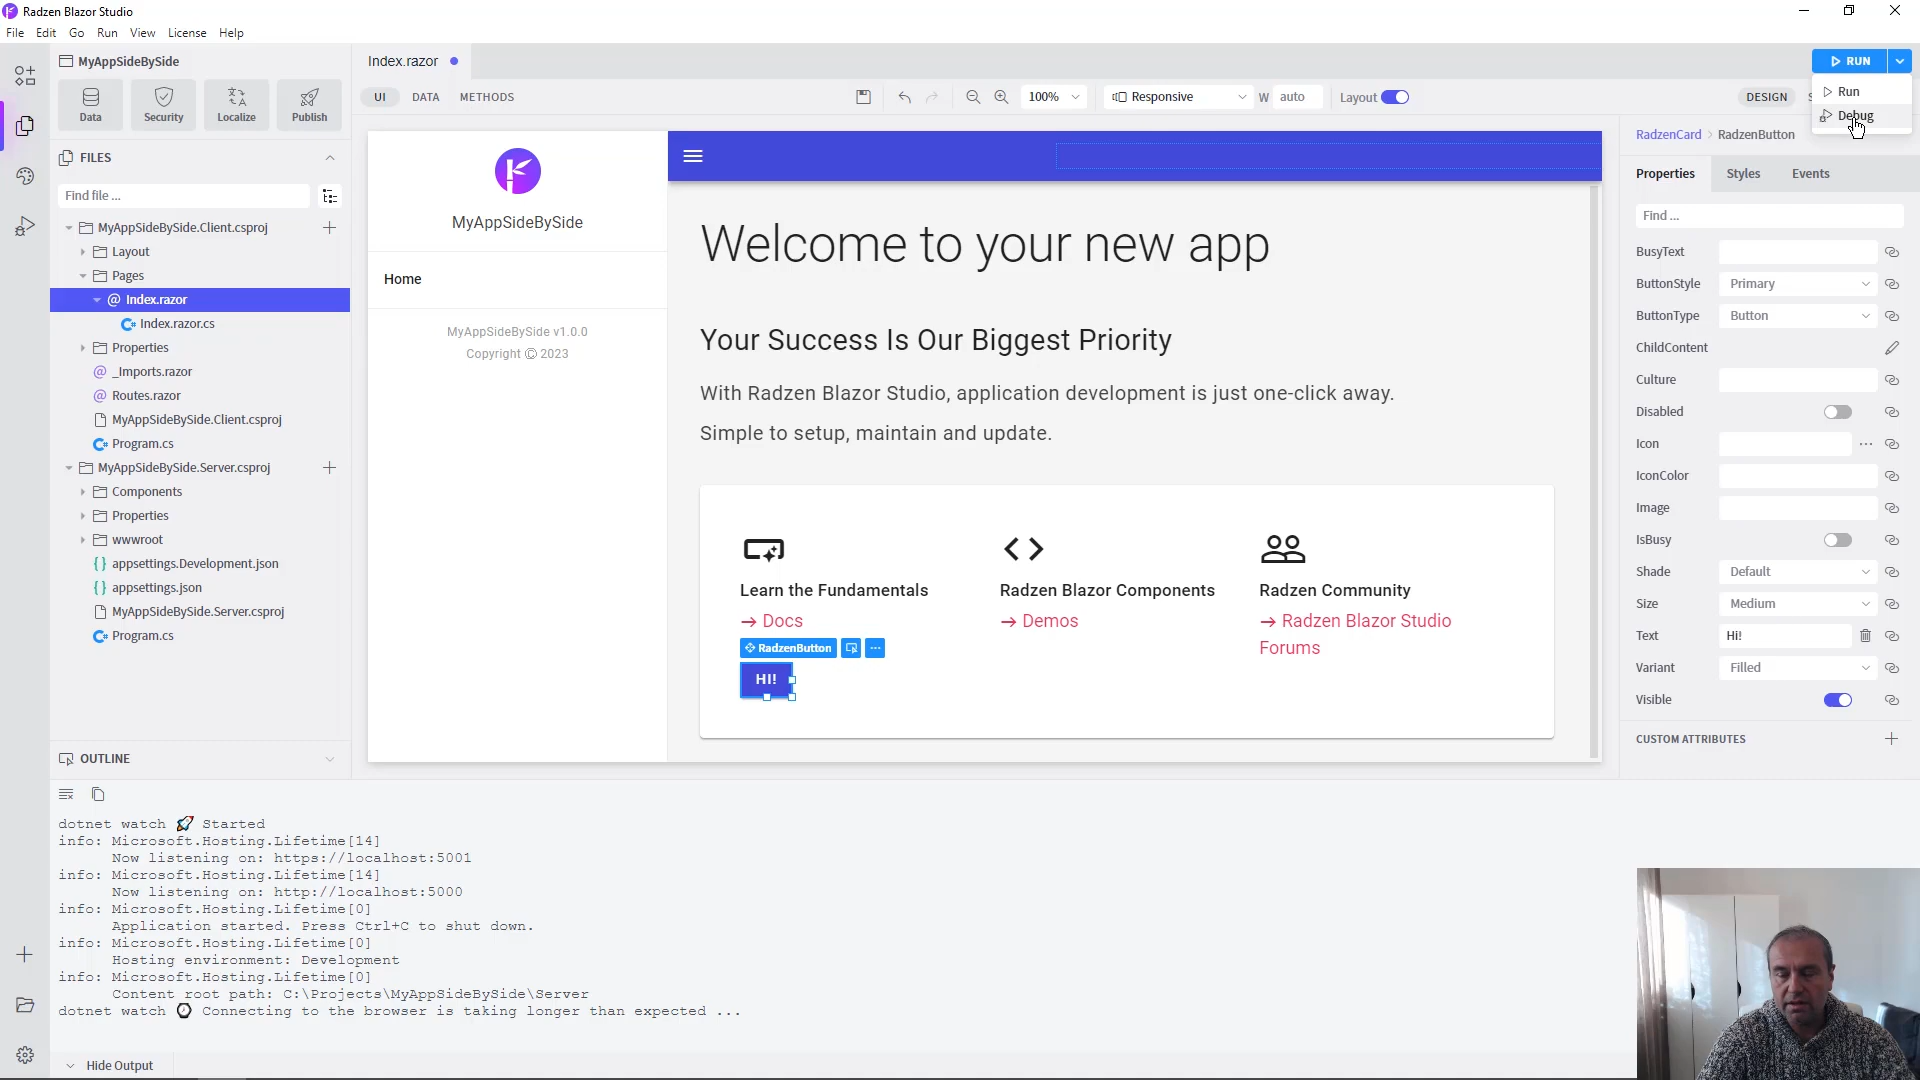 Radzen Blazor Studio
File Edit Go Run View License Help
MyAppSideBySide
Data Security Localize Publish
FILES
Find file ...
MyAppSideBySide.Client.csproj
Layout
Pages
Index.razor
Index.razor.cs
Properties
_Imports.razor
Routes.razor
MyAppSideBySide.Client.csproj
Program.cs
MyAppSideBySide.Server.csproj
Components
Properties
wwwroot
appsettings.Development.json
appsettings.json
MyAppSideBySide.Server.csproj
Program.cs
OUTLINE
Index.razor
UI DATA METHODS
100%
Responsive
W auto
Layout
DESIGN
RUN
Run
Debug
MyAppSideBySide
Home
MyAppSideBySide v1.0.0
Copyright © 2023
Welcome to your new app
Your Success Is Our Biggest Priority
With Radzen Blazor Studio, application development is just one-click away.
Simple to setup, maintain and update.
Learn the Fundamentals
→ Docs
RadzenButton
HI!
Radzen Blazor Components
→ Demos
Radzen Community
→ Radzen Blazor Studio
Forums
RadzenCard > RadzenButton
Properties Styles Events
Find ...
BusyText
ButtonStyle Primary
ButtonType Button
ChildContent
Culture
Disabled
Icon
IconColor
Image
IsBusy
Shade Default
Size Medium
Text Hi!
Variant Filled
Visible
CUSTOM ATTRIBUTES
dotnet watch 🚀 Started
info: Microsoft.Hosting.Lifetime[14]
Now listening on: https://localhost:5001
info: Microsoft.Hosting.Lifetime[14]
Now listening on: http://localhost:5000
info: Microsoft.Hosting.Lifetime[0]
Application started. Press Ctrl+C to shut down.
info: Microsoft.Hosting.Lifetime[0]
Hosting environment: Development
info: Microsoft.Hosting.Lifetime[0]
Content root path: C:\Projects\MyAppSideBySide\Server
dotnet watch ⌚ Connecting to the browser is taking longer than expected ...
Hide Output